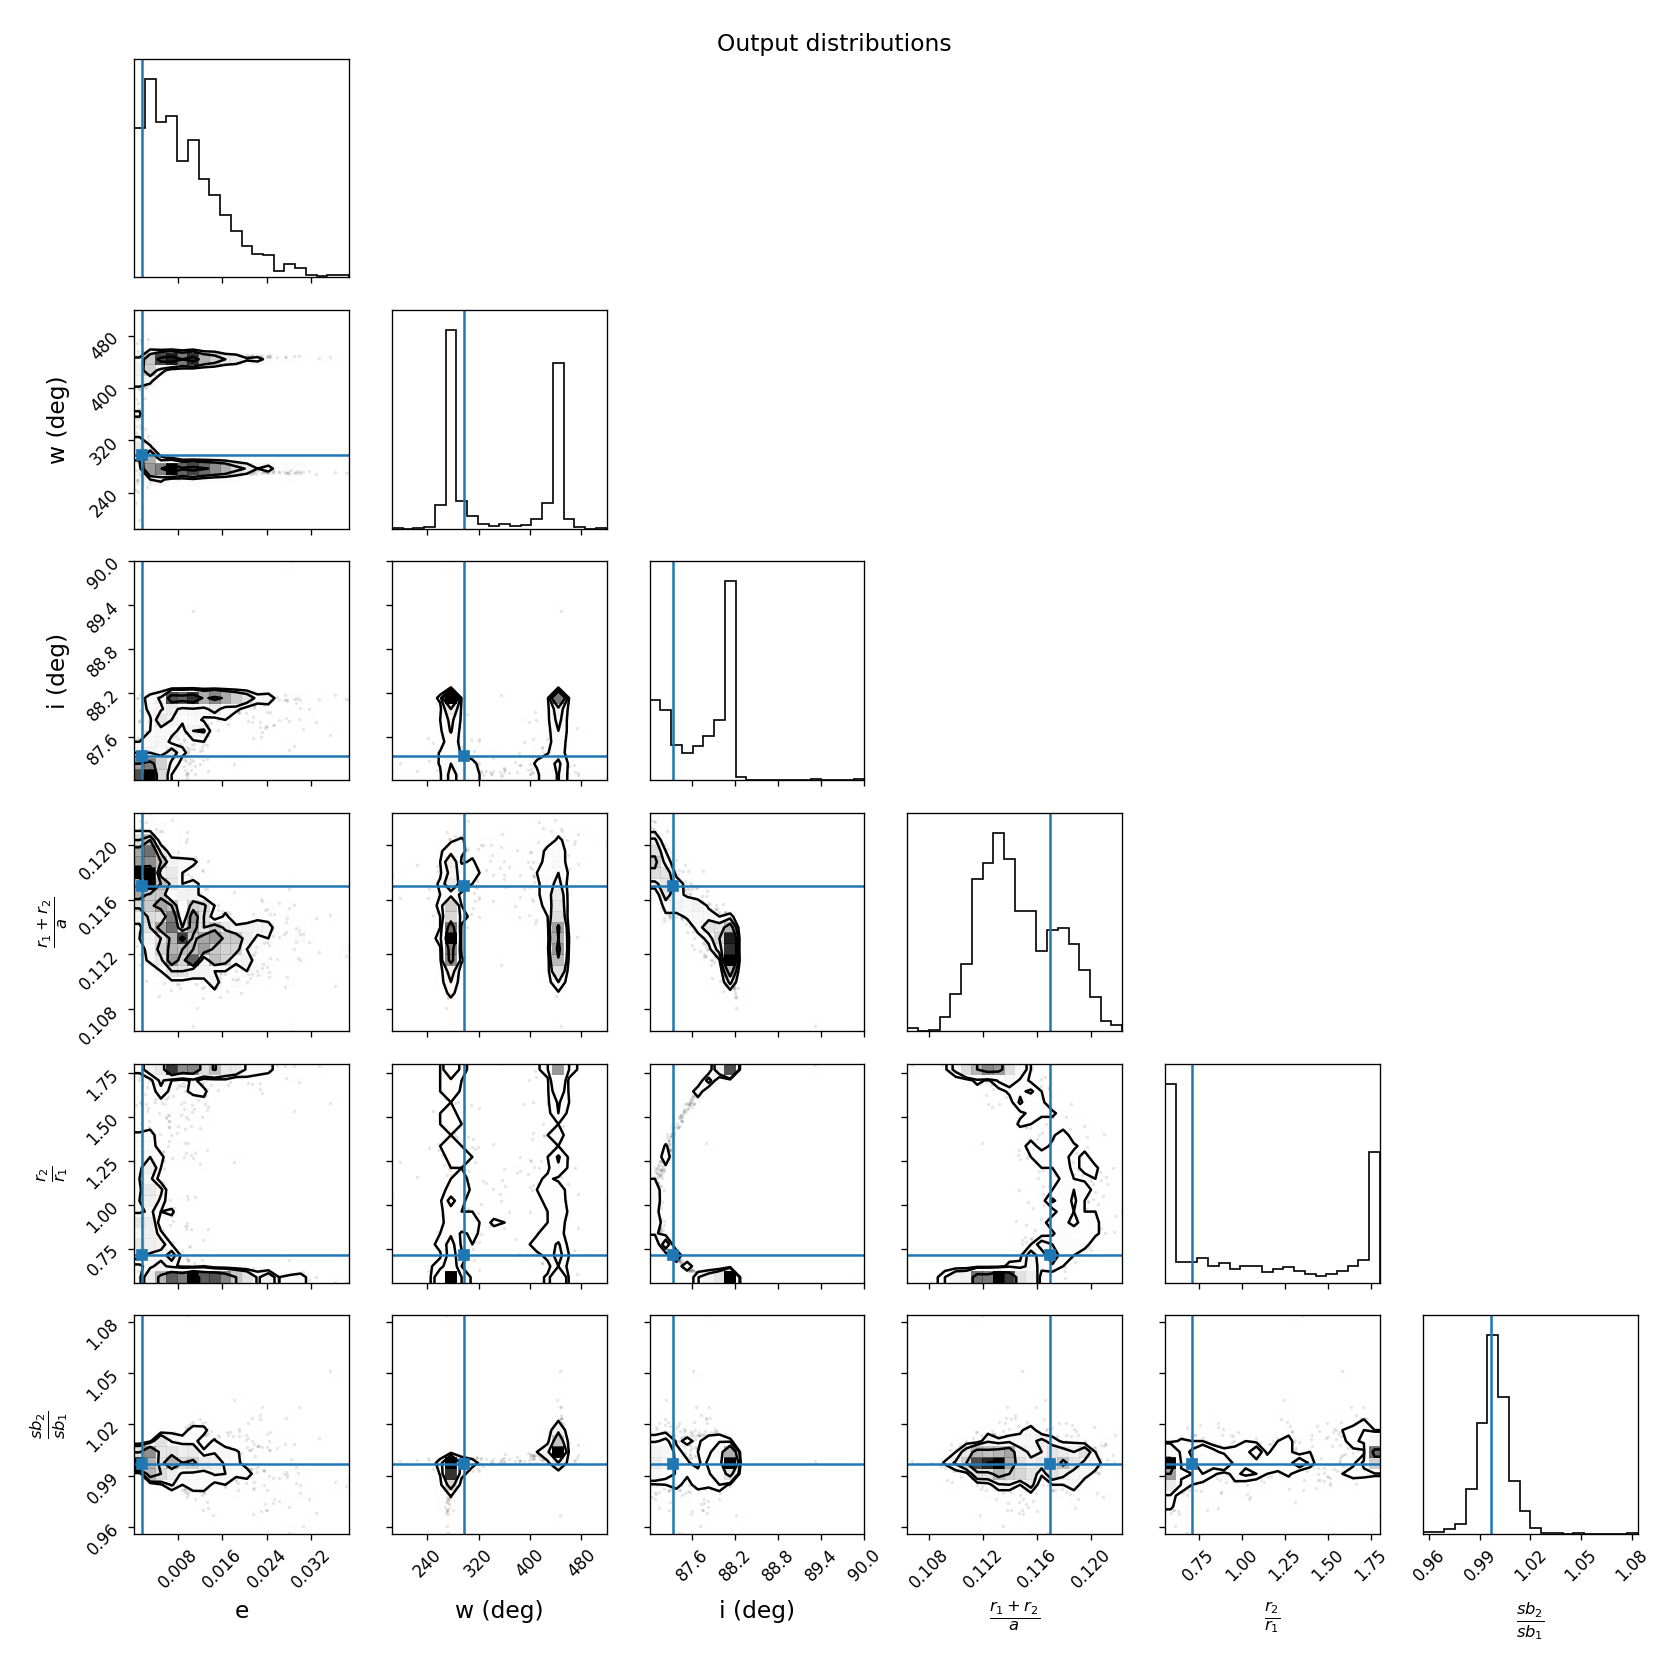 Output distributions
w (deg)
480
400
320
240
i (deg)
90.0
89.4
88.8
88.2
87.6
r₁ + r₂
a
0.120
0.116
0.112
0.108
r₂
r₁
1.75
1.50
1.25
1.00
0.75
sb₂
sb₁
1.08
1.05
1.02
0.99
0.96
0.008 0.016 0.024 0.032 240 320 400 480 87.6 88.2 88.8 89.4 90.0 0.108 0.112 0.116 0.120 0.75 1.00 1.25 1.50 1.75 0.96 0.99 1.02 1.05 1.08
e w (deg) i (deg) r₁ + r₂ r₂ sb₂
a r₁ sb₁